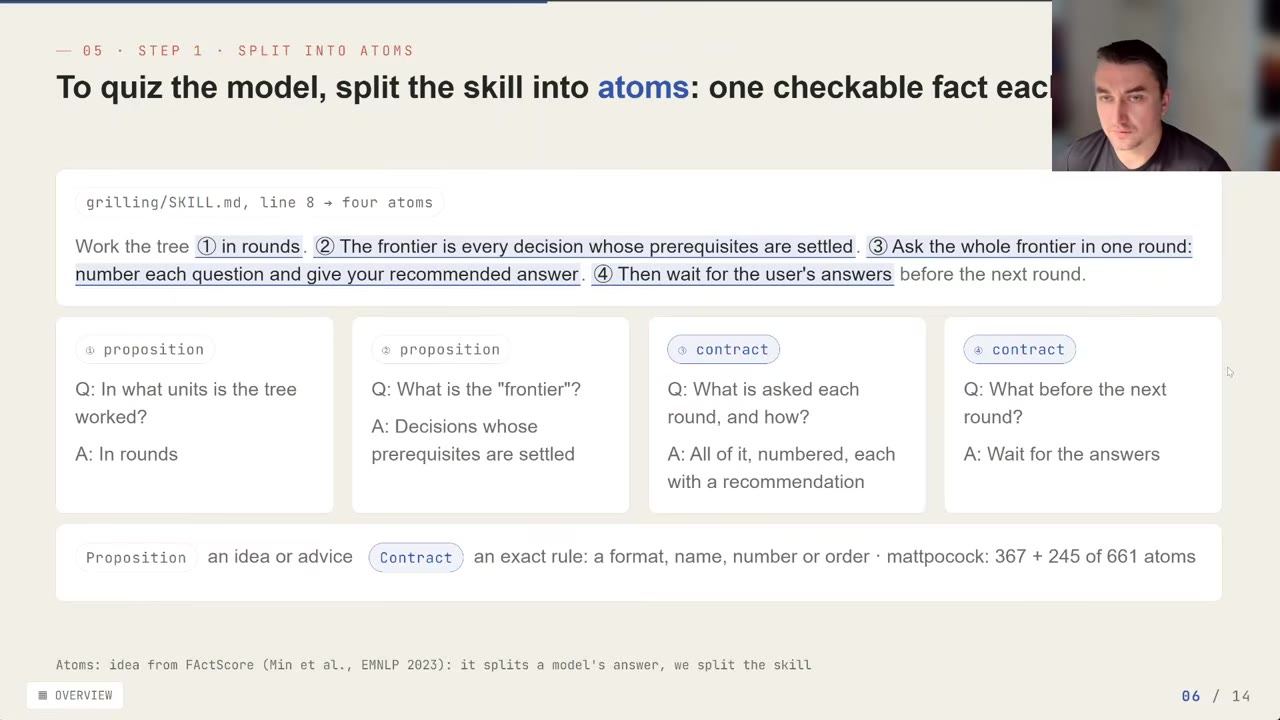 — 05 · STEP 1 · SPLIT INTO ATOMS
To quiz the model, split the skill into atoms: one checkable fact
grilling/SKILL.md, line 8 → four atoms
Work the tree ① in rounds. ② The frontier is every decision whose prerequisites are settled. ③ Ask the whole frontier in one round:
number each question and give your recommended answer. ④ Then wait for the user's answers before the next round.
① proposition
Q: In what units is the tree
worked?
A: In rounds
② proposition
Q: What is the "frontier"?
A: Decisions whose
prerequisites are settled
③ contract
Q: What is asked each
round, and how?
A: All of it, numbered, each
with a recommendation
④ contract
Q: What before the next
round?
A: Wait for the answers
Proposition an idea or advice Contract an exact rule: a format, name, number or order · mattpocock: 367 + 245 of 661 atoms
Atoms: idea from FActScore (Min et al., EMNLP 2023): it splits a model's answer, we split the skill
OVERVIEW
06 / 14